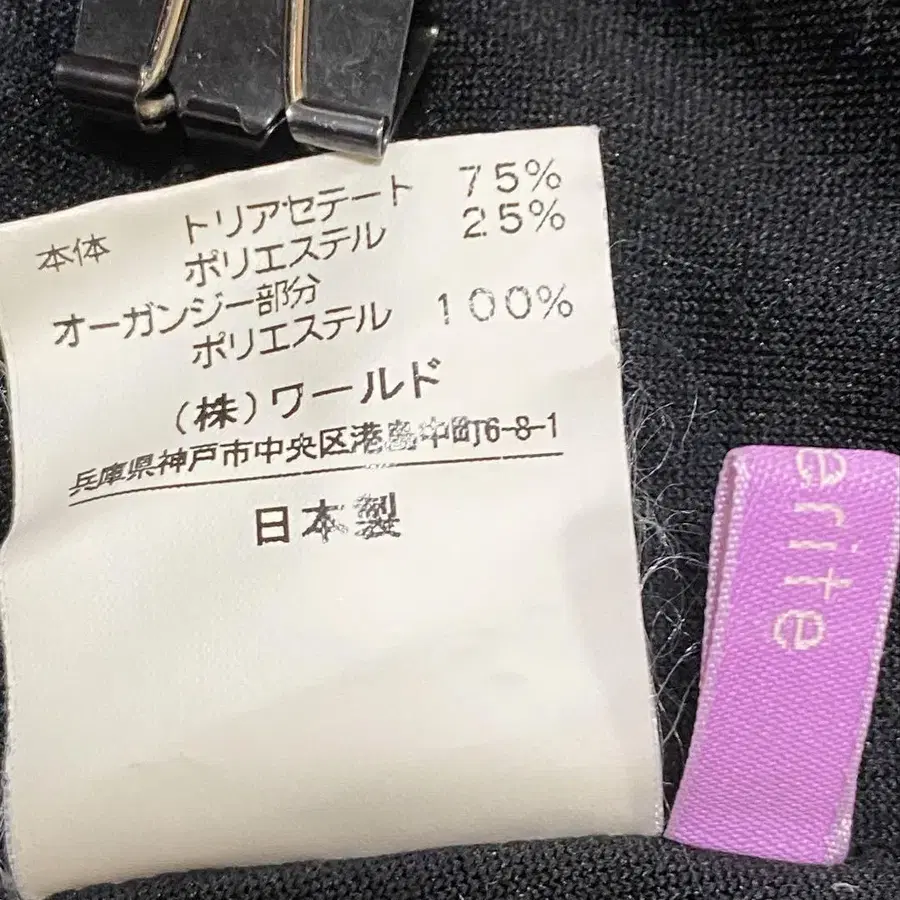 本体 トリアセテート 75%
ポリエステル 25%
オーガンジー部分
ポリエステル 100%
(株)ワールド
兵庫県神戸市中央区港島中町6-8-1
日本製
erite